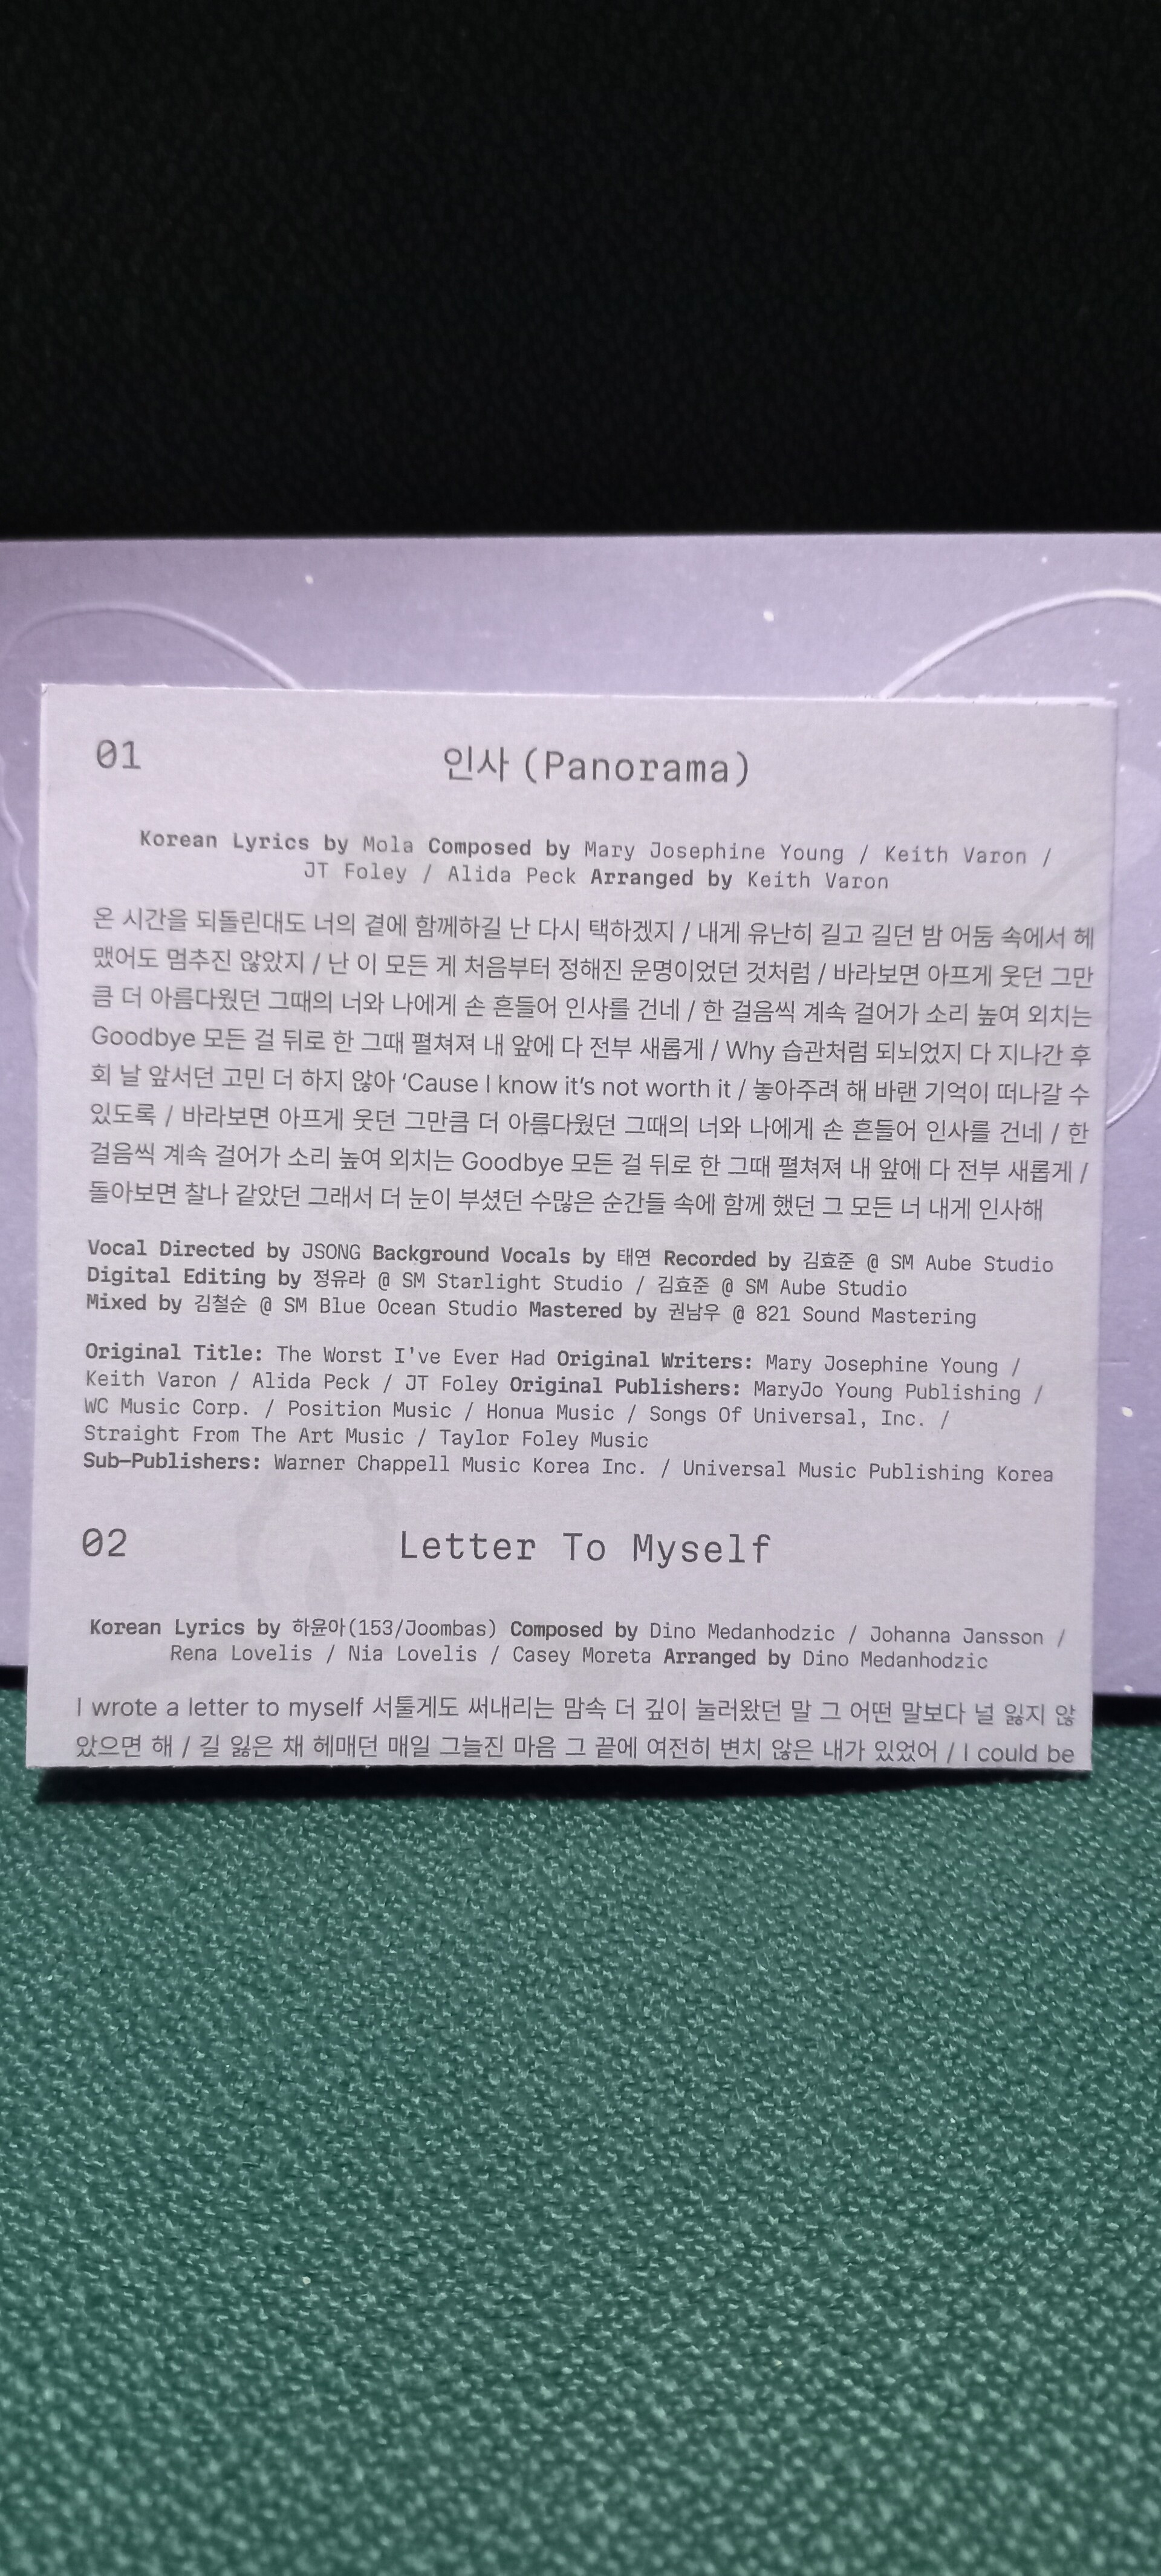 01
인사 (Panorama)
Korean Lyrics by Mola Composed by Mary Josephine Young / Keith Varon /
JT Foley / Alida Peck Arranged by Keith Varon
온 시간을 되돌린대도 너의 곁에 함께하길 난 다시 택하겠지 / 내게 유난히 길고 길던 밤 어둠 속에서 헤
맸어도 멈추진 않았지 / 난 이 모든 게 처음부터 정해진 운명이었던 것처럼 / 바라보면 아프게 웃던 그만
큼 더 아름다웠던 그때의 너와 나에게 손 흔들어 인사를 건네 / 한 걸음씩 계속 걸어가 소리 높여 외치는
Goodbye 모든 걸 뒤로 한 그때 펼쳐져 내 앞에 다 전부 새롭게 / Why 습관처럼 되뇌었지 다 지나간 후
회 날 앞서던 고민 더 하지 않아 ‘Cause I know it’s not worth it / 놓아주려 해 바랜 기억이 떠나갈 수
있도록 / 바라보면 아프게 웃던 그만큼 더 아름다웠던 그때의 너와 나에게 손 흔들어 인사를 건네 / 한
걸음씩 계속 걸어가 소리 높여 외치는 Goodbye 모든 걸 뒤로 한 그때 펼쳐져 내 앞에 다 전부 새롭게 /
돌아보면 찰나 같았던 그래서 더 눈이 부셨던 수많은 순간들 속에 함께 했던 그 모든 너 내게 인사해
Vocal Directed by JSONG Background Vocals by 태연 Recorded by 김효준 @ SM Aube Studio
Digital Editing by 정유라 @ SM Starlight Studio / 김효준 @ SM Aube Studio
Mixed by 김철순 @ SM Blue Ocean Studio Mastered by 권남우 @ 821 Sound Mastering
Original Title: The Worst I've Ever Had Original Writers: Mary Josephine Young /
Keith Varon / Alida Peck / JT Foley Original Publishers: MaryJo Young Publishing /
WC Music Corp. / Position Music / Honua Music / Songs Of Universal, Inc. /
Straight From The Art Music / Taylor Foley Music
Sub-Publishers: Warner Chappell Music Korea Inc. / Universal Music Publishing Korea
02
Letter To Myself
Korean Lyrics by 하윤아(153/Joombas) Composed by Dino Medanhodzic / Johanna Jansson /
Rena Lovelis / Nia Lovelis / Casey Moreta Arranged by Dino Medanhodzic
I wrote a letter to myself 서툴게도 써내리는 맘속 더 깊이 눌러왔던 말 그 어떤 말보다 널 잃지 않
았으면 해 / 길 잃은 채 헤매던 매일 그늘진 마음 그 끝에 여전히 변치 않은 내가 있었어 / I could be